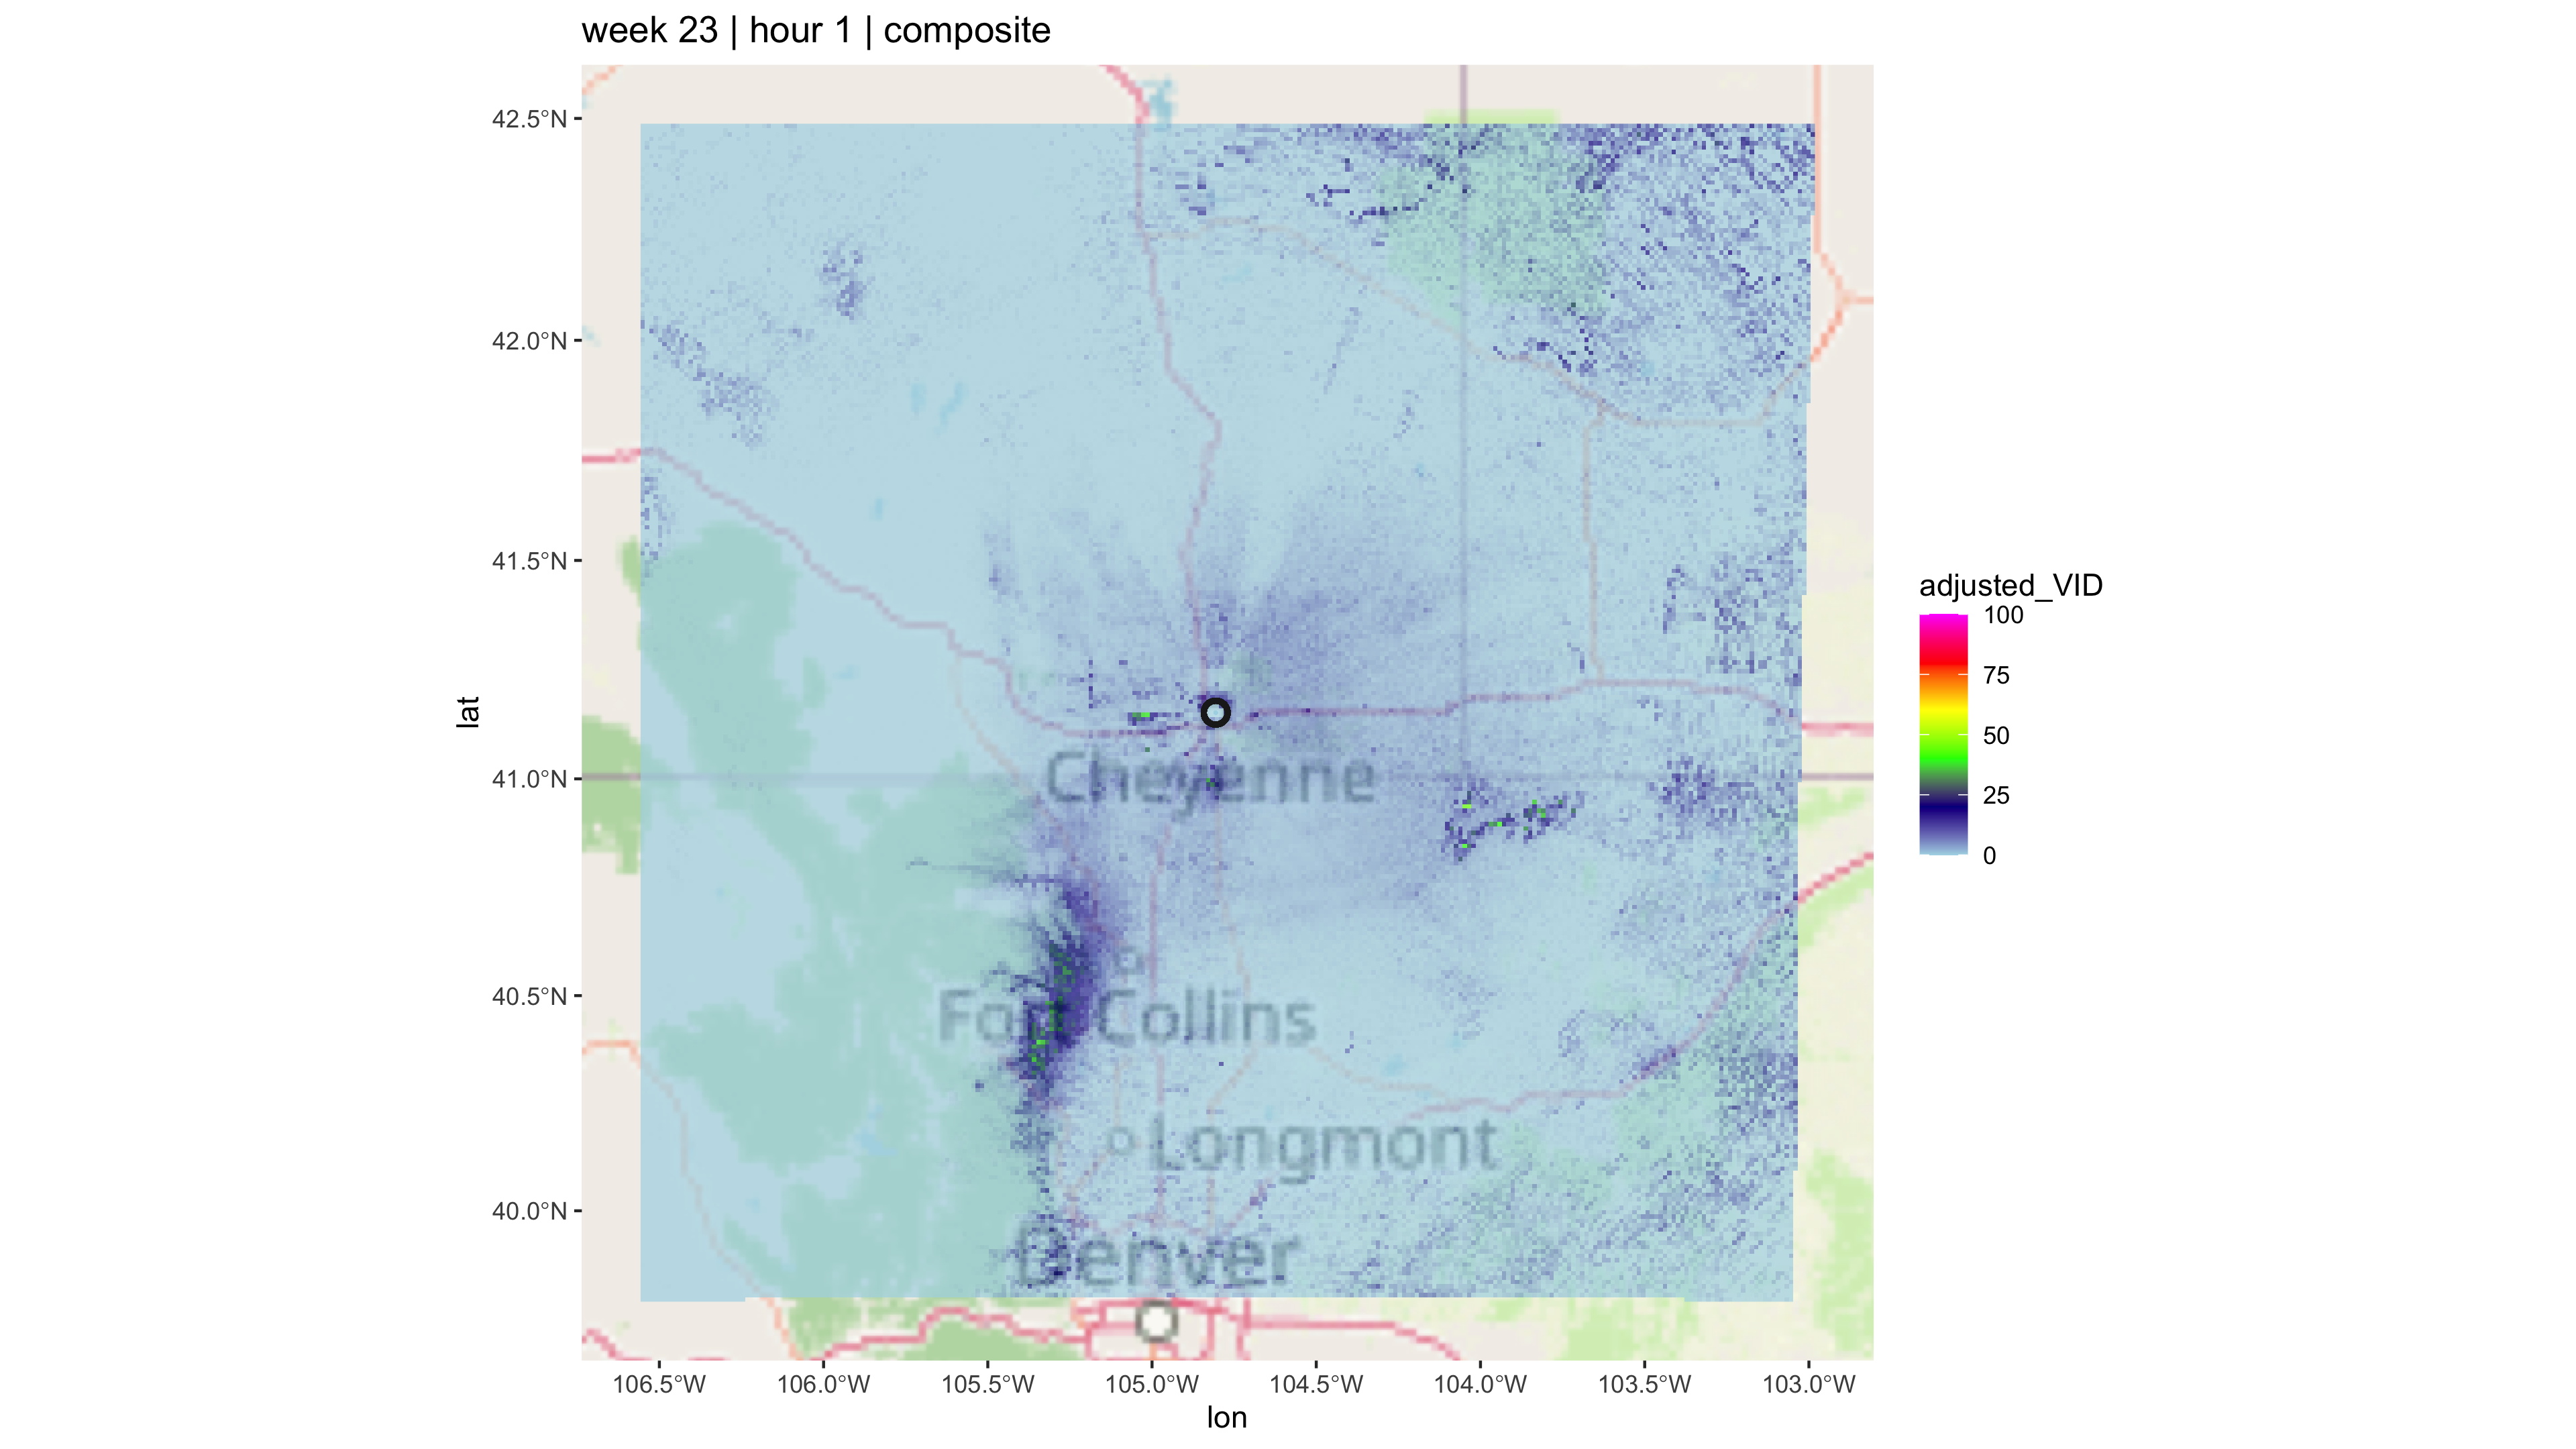 week 23 | hour 1 | composite
42.5°N
42.0°N
41.5°N
41.0°N
40.5°N
40.0°N
lat
Cheyenne
Fort Collins
Longmont
Denver
adjusted_VID
100
75
50
25
0
106.5°W 106.0°W 105.5°W 105.0°W 104.5°W 104.0°W 103.5°W 103.0°W
lon